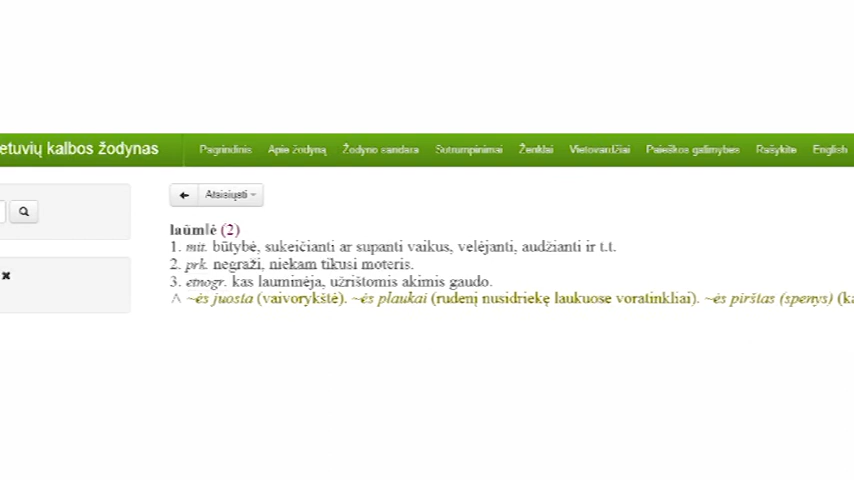 etuvių kalbos žodynas
Pagrindinis Apie žodyną Žodyno sandara Sutrumpinimai Ženklai Vietovardžiai Paieškos galimybės Rašykite English
Atsisiųsti
laũmė (2)
1. mit. būtybė, sukeičianti ar supanti vaikus, velėjanti, audžianti ir t.t.
2. prk. negraži, niekam tikusi moteris.
3. etnogr. kas lauminėja, užrištomis akimis gaudo.
^ ~ės juosta (vaivorykštė). ~ės plaukai (rudenį nusidriekę laukuose voratinkliai). ~ės pirštas (spenys) (ka